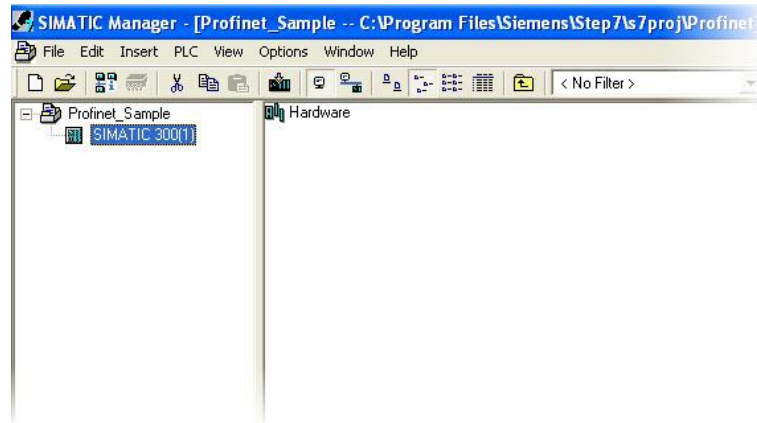 SIMATIC Manager - [Profinet_Sample -- C:\Program Files\Siemens\Step7\s7proj\Profinet
File Edit Insert PLC View Options Window Help
< No Filter >
Profinet_Sample
SIMATIC 300(1)
Hardware